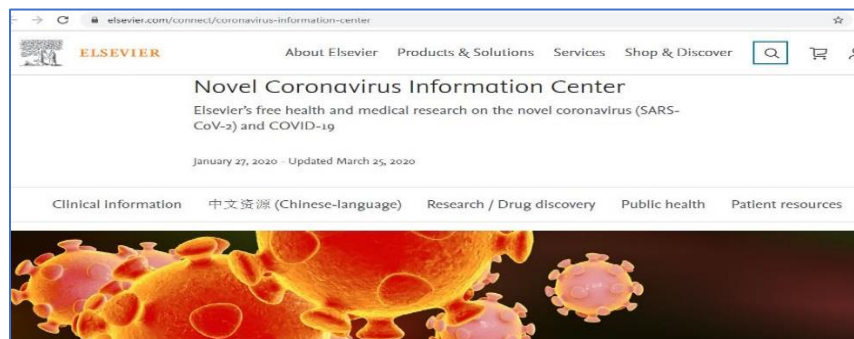 elsevier.com/connect/coronavirus-information-center
ELSEVIER About Elsevier Products & Solutions Services Shop & Discover
Novel Coronavirus Information Center
Elsevier's free health and medical research on the novel coronavirus (SARS-
CoV-2) and COVID-19
January 27, 2020 - Updated March 25, 2020
Clinical information 中文资源 (Chinese-language) Research / Drug discovery Public health Patient resources